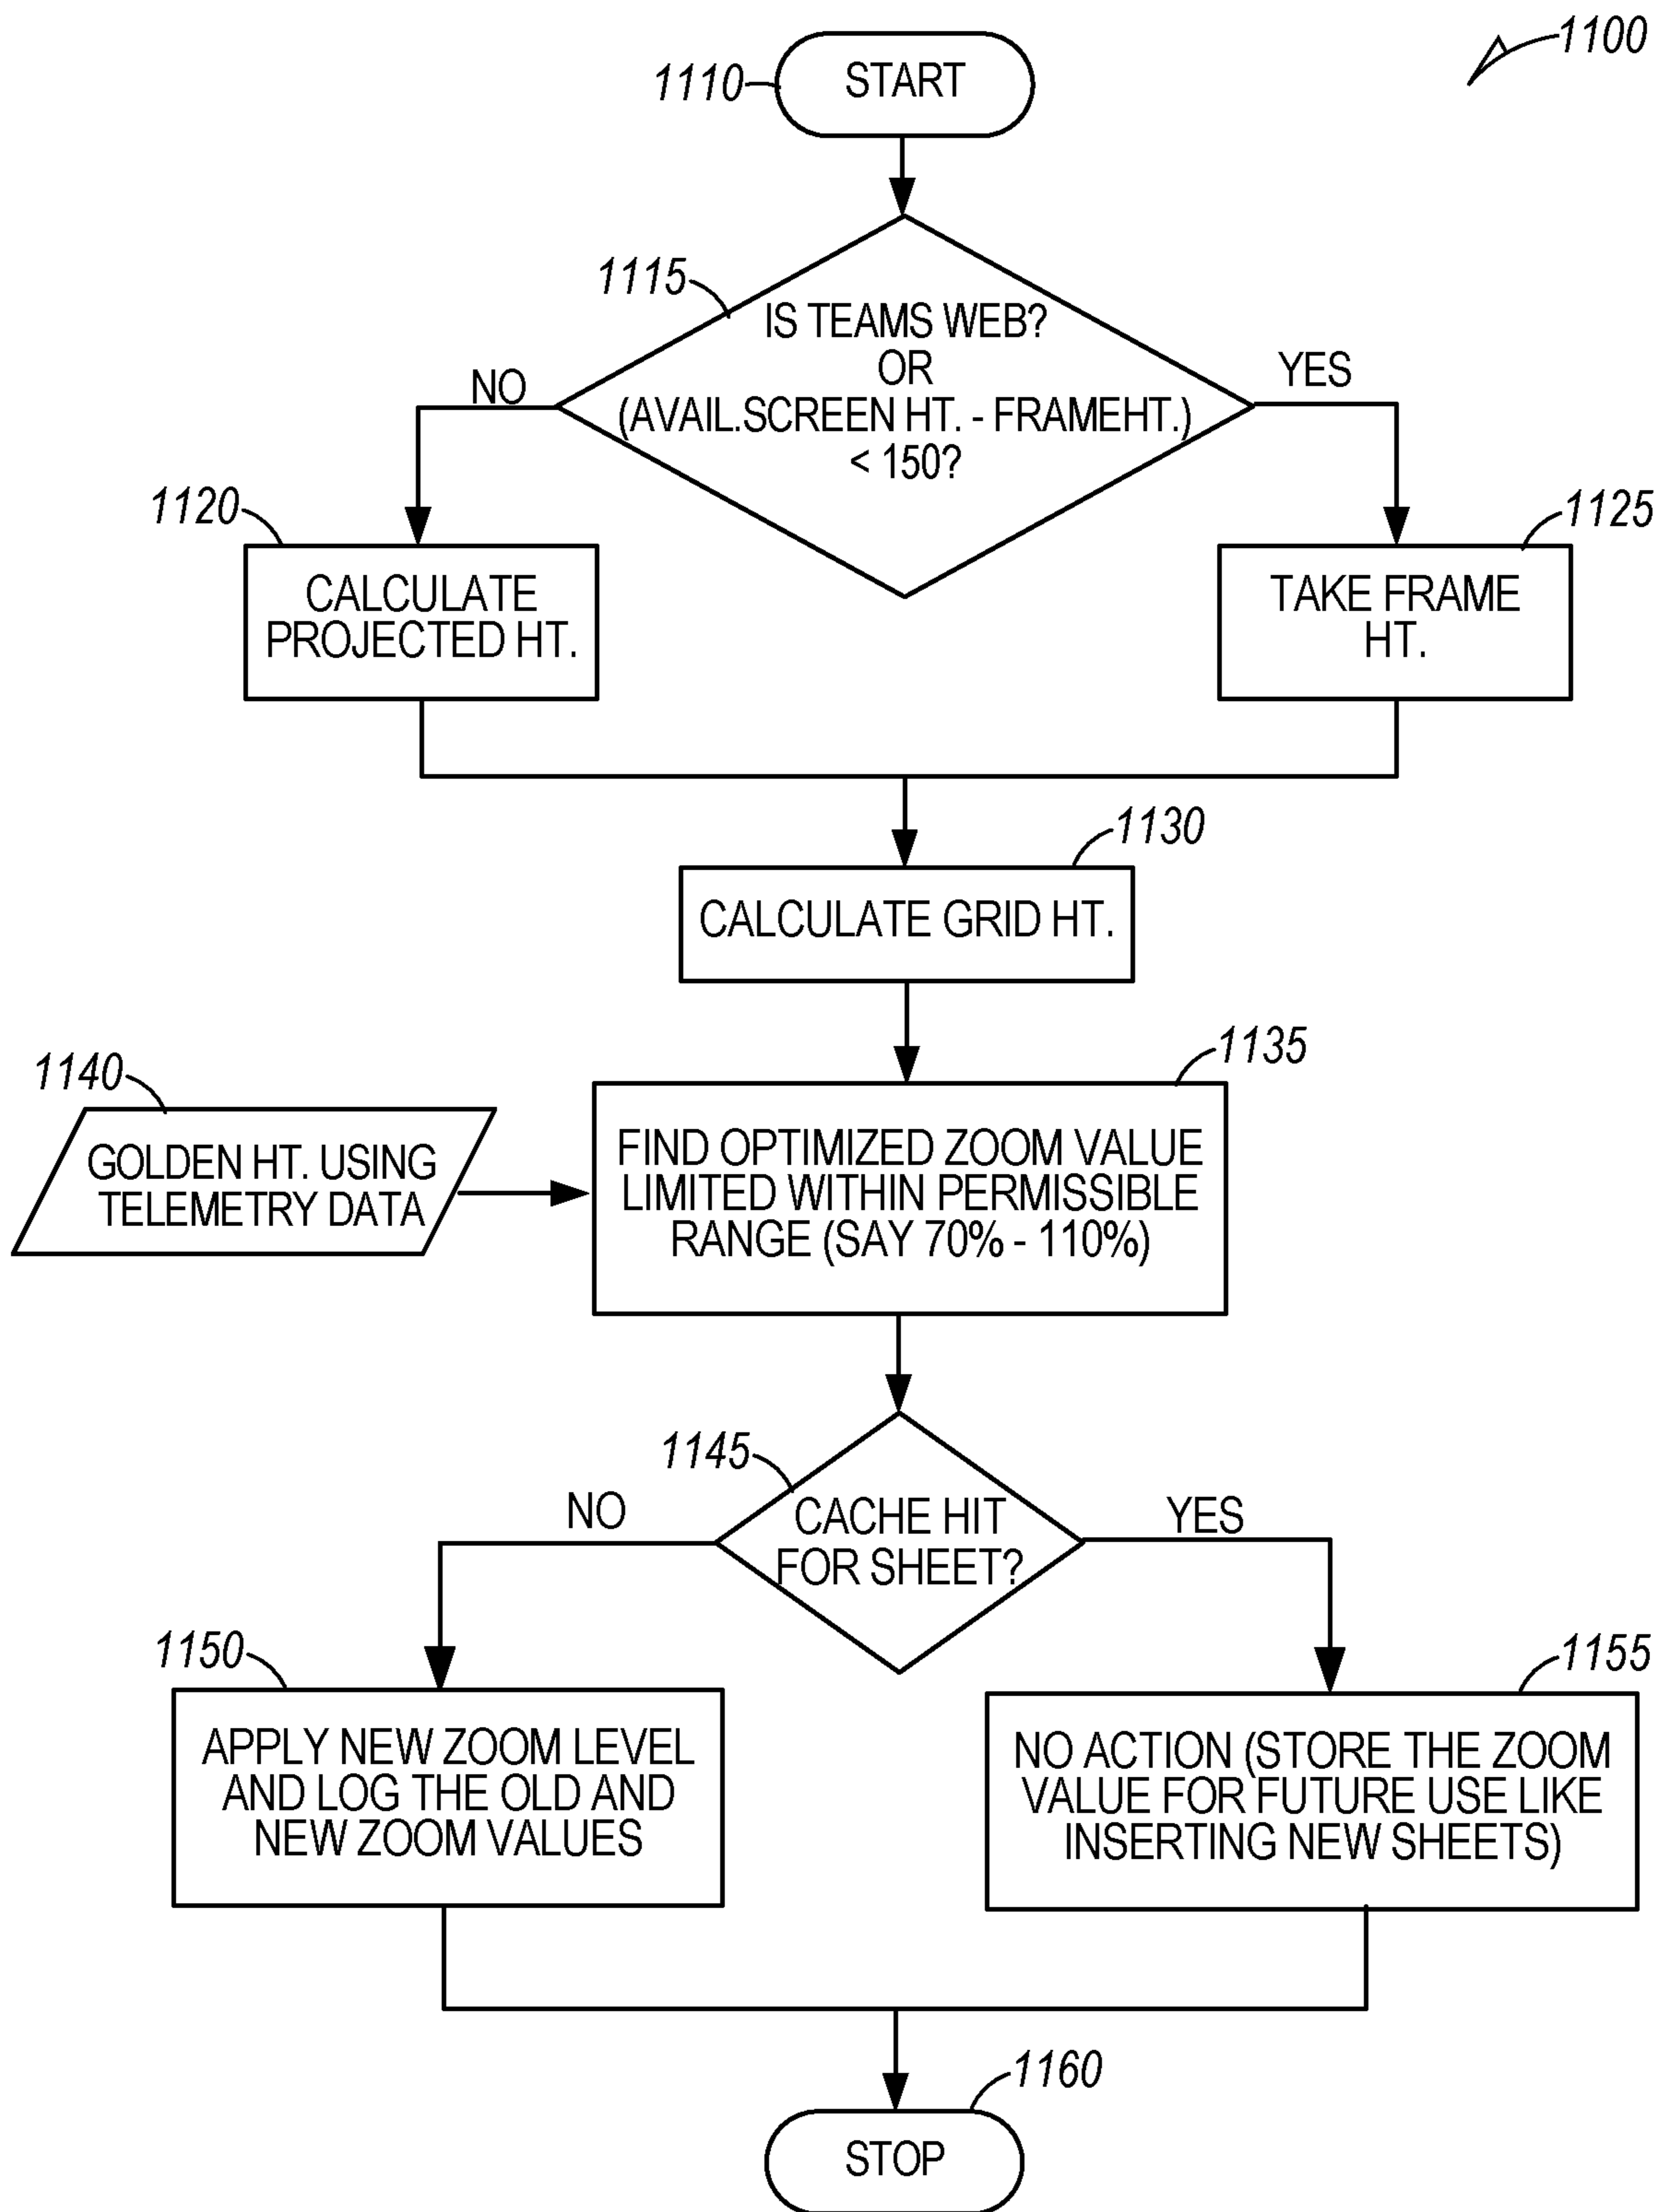 1100
1110
START
1115
IS TEAMS WEB?
OR
(AVAIL.SCREEN HT. - FRAMEHT.)
< 150?
NO
YES
1120
CALCULATE
PROJECTED HT.
1125
TAKE FRAME
HT.
1130
CALCULATE GRID HT.
1140
GOLDEN HT. USING
TELEMETRY DATA
1135
FIND OPTIMIZED ZOOM VALUE
LIMITED WITHIN PERMISSIBLE
RANGE (SAY 70% - 110%)
1145
CACHE HIT
FOR SHEET?
NO
YES
1150
APPLY NEW ZOOM LEVEL
AND LOG THE OLD AND
NEW ZOOM VALUES
1155
NO ACTION (STORE THE ZOOM
VALUE FOR FUTURE USE LIKE
INSERTING NEW SHEETS)
1160
STOP